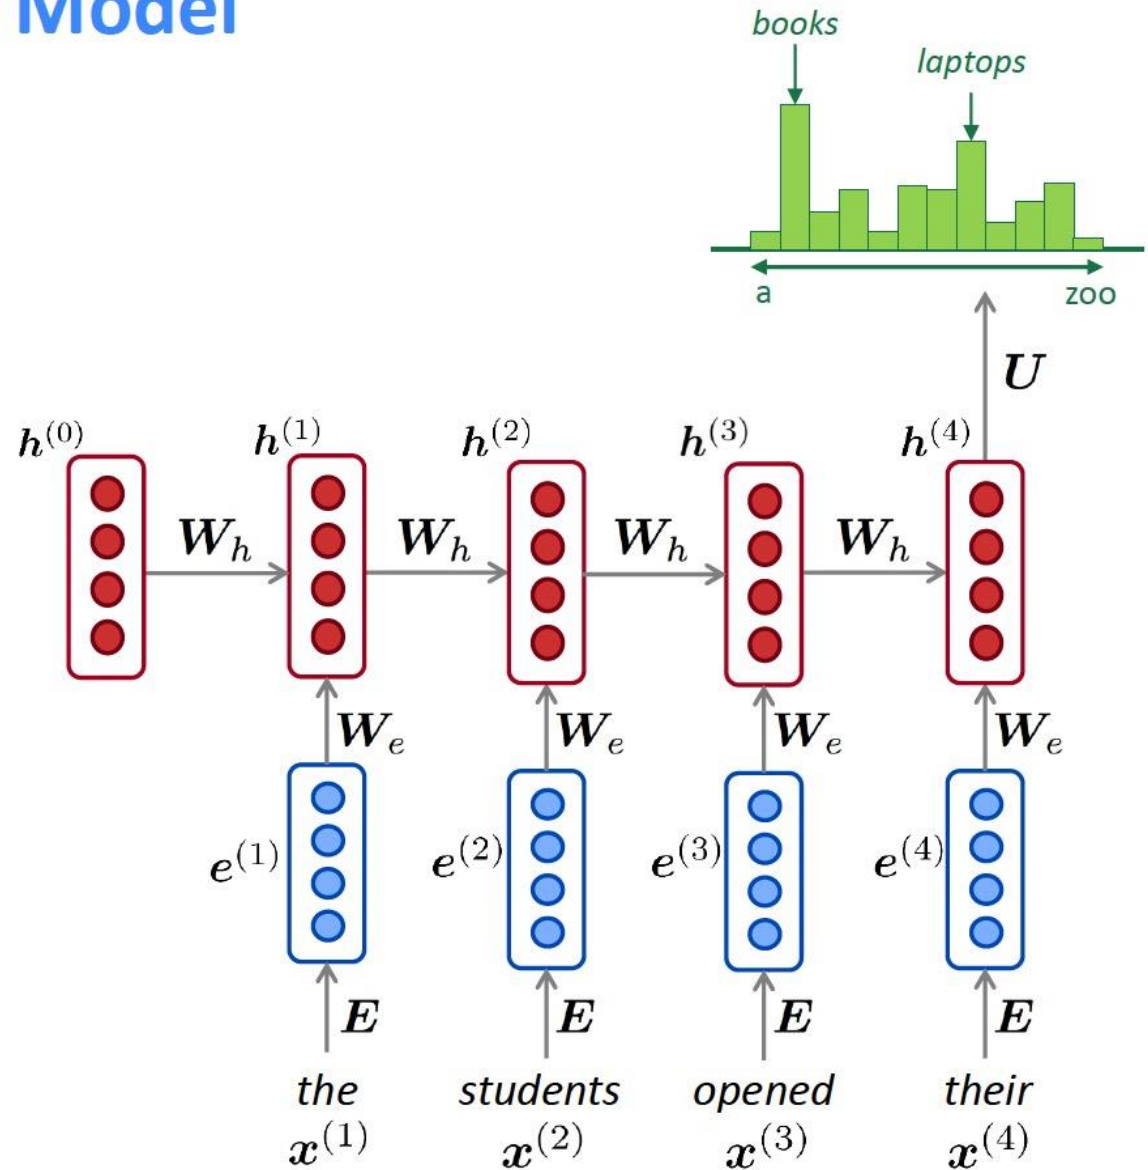 Model
books
laptops
a zoo
U
h(0) h(1) h(2) h(3) h(4)
Wh Wh Wh Wh
We We We We
e(1) e(2) e(3) e(4)
E E E E
the students opened their
x(1) x(2) x(3) x(4)